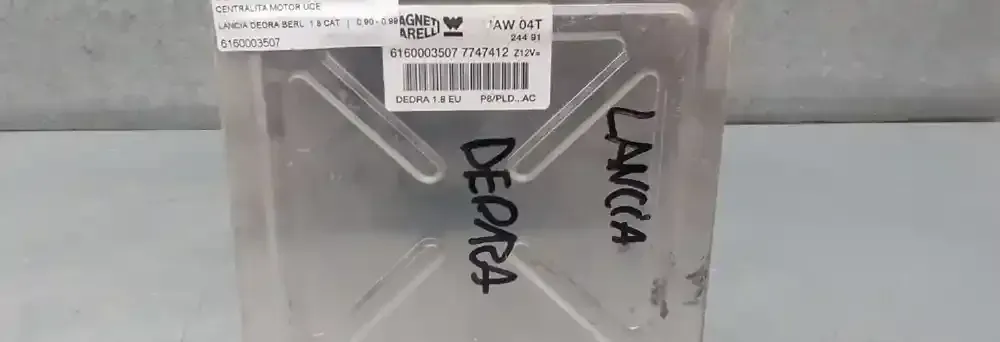 CENTRALITA MOTOR UCE
LANCIA DEDRA BERL. 1.8 CAT | 0.90 - 0.99
6160003507
AGNETI
ARELLI
AW 04T
244 91
6160003507 7747412 Z12V=
DEDRA 1.8 EU P8/PLD...AC
DEDRA
LANCIA